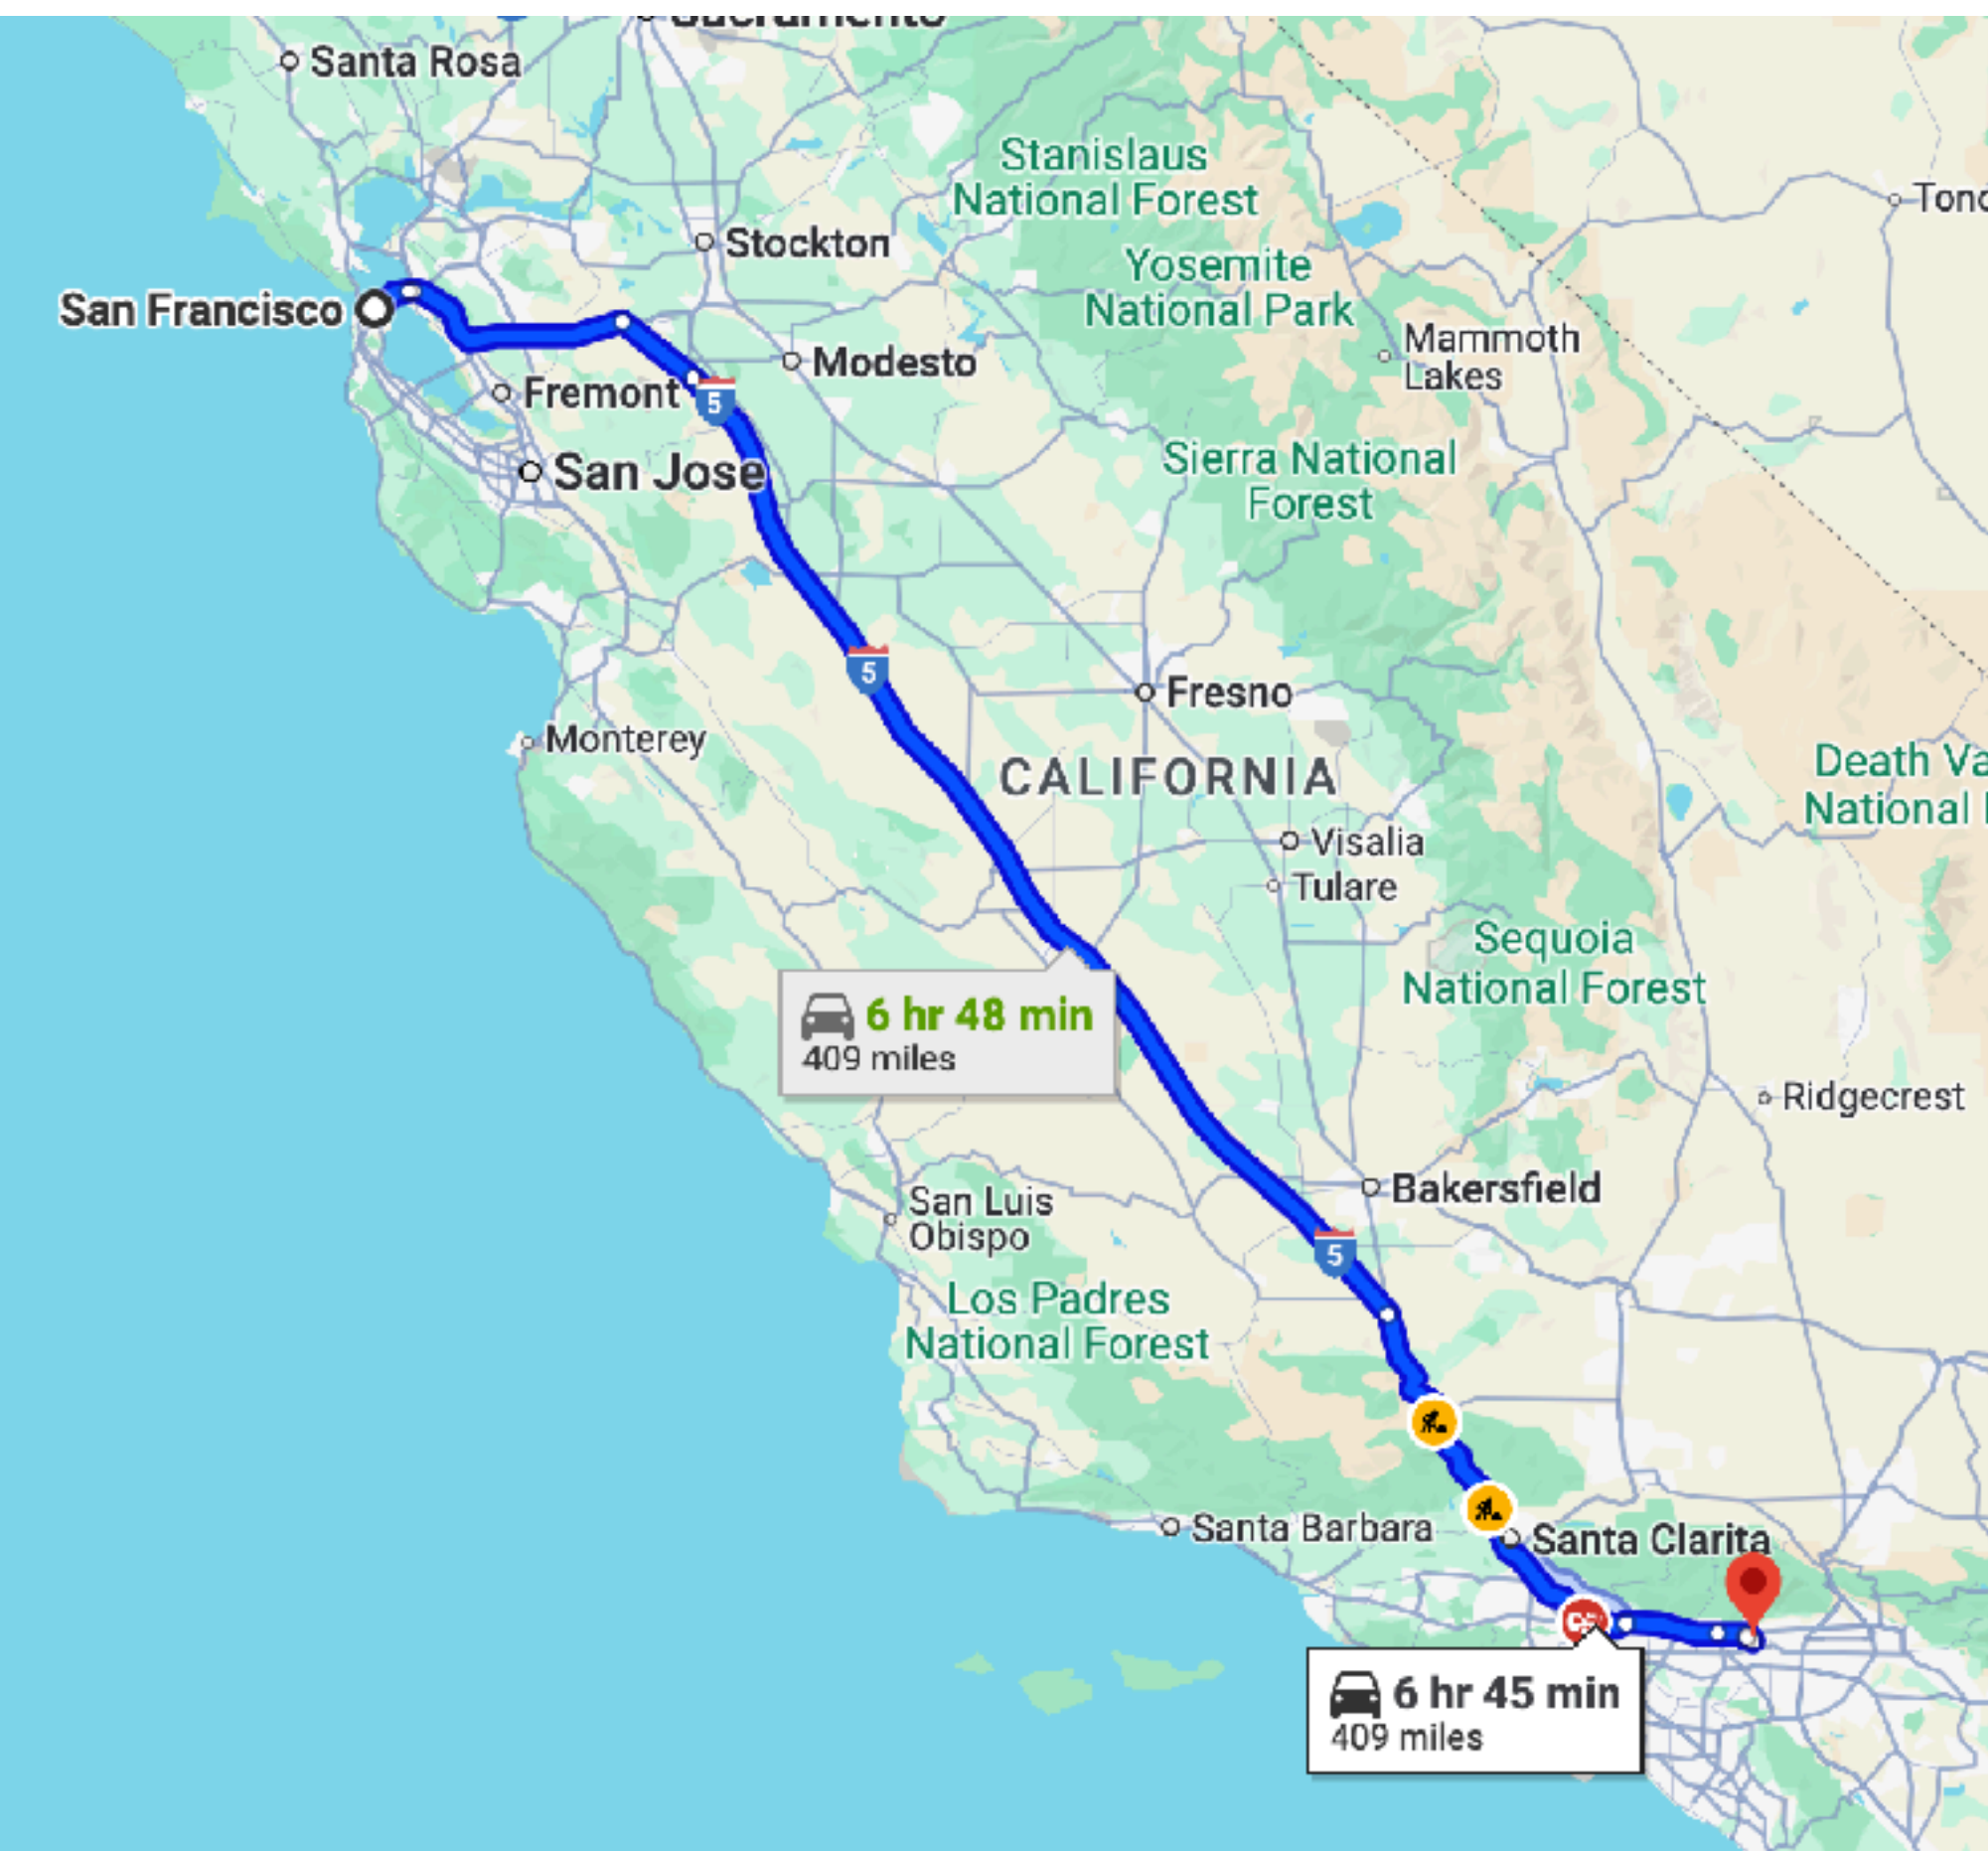 Sacramento
Santa Rosa
Stanislaus
National Forest
Tono
Stockton
Yosemite
National Park
San Francisco
Mammoth
Lakes
Modesto
Fremont
5
San Jose
Sierra National
Forest
5
Fresno
Monterey
CALIFORNIA
Death Va
National
Visalia
Tulare
Sequoia
National Forest
6 hr 48 min
409 miles
Ridgecrest
Bakersfield
San Luis
Obispo
5
Los Padres
National Forest
Santa Barbara
Santa Clarita
6 hr 45 min
409 miles